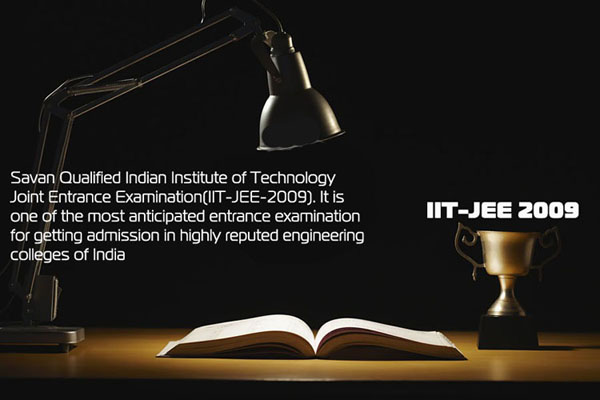 Savan Qualified Indian Institute of Technology
Joint Entrance Examination(IIT-JEE-2009). It is
one of the most anticipated entrance examination
for getting admission in highly reputed engineering
colleges of India
IIT-JEE 2009